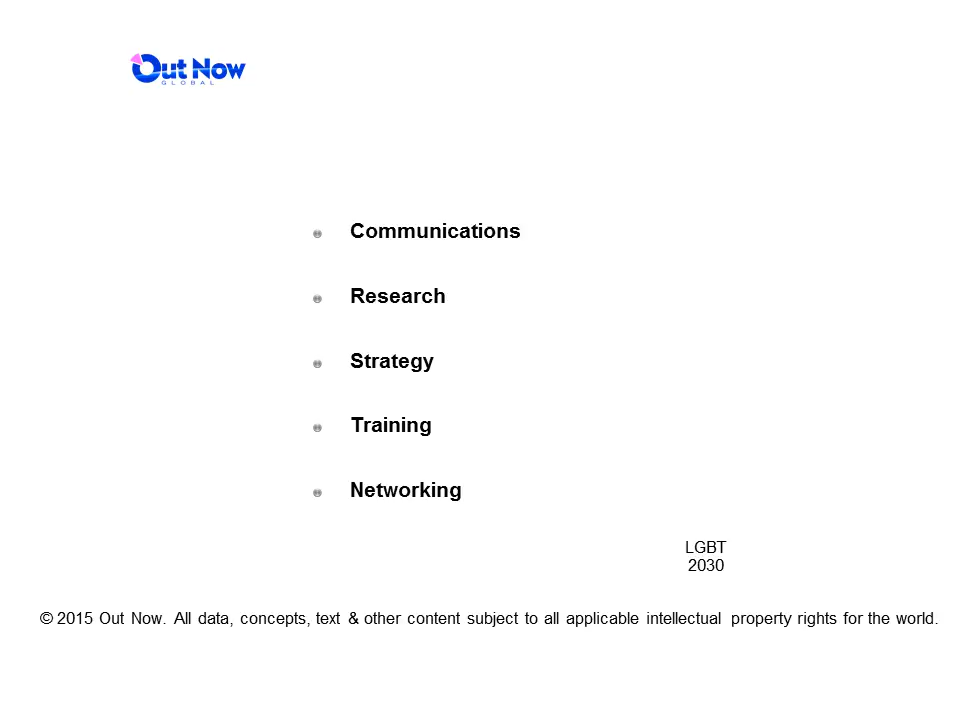 Out Now
GLOBAL
Communications
Research
Strategy
Training
Networking
LGBT
2030
© 2015 Out Now. All data, concepts, text & other content subject to all applicable intellectual property rights for the world.